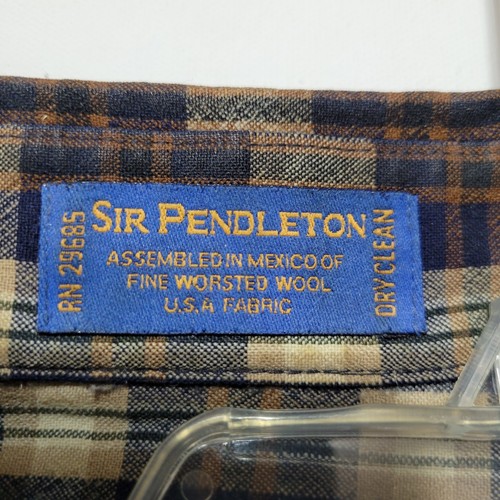 RN 29685
SIR PENDLETON
ASSEMBLED IN MEXICO OF
FINE WORSTED WOOL
U.S.A FABRIC
DRY CLEAN